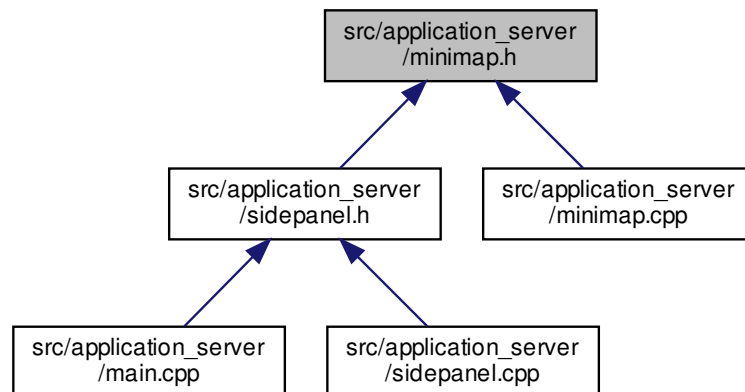 src/application_server
/minimap.h
src/application_server
/sidepanel.h
src/application_server
/minimap.cpp
src/application_server
/main.cpp
src/application_server
/sidepanel.cpp